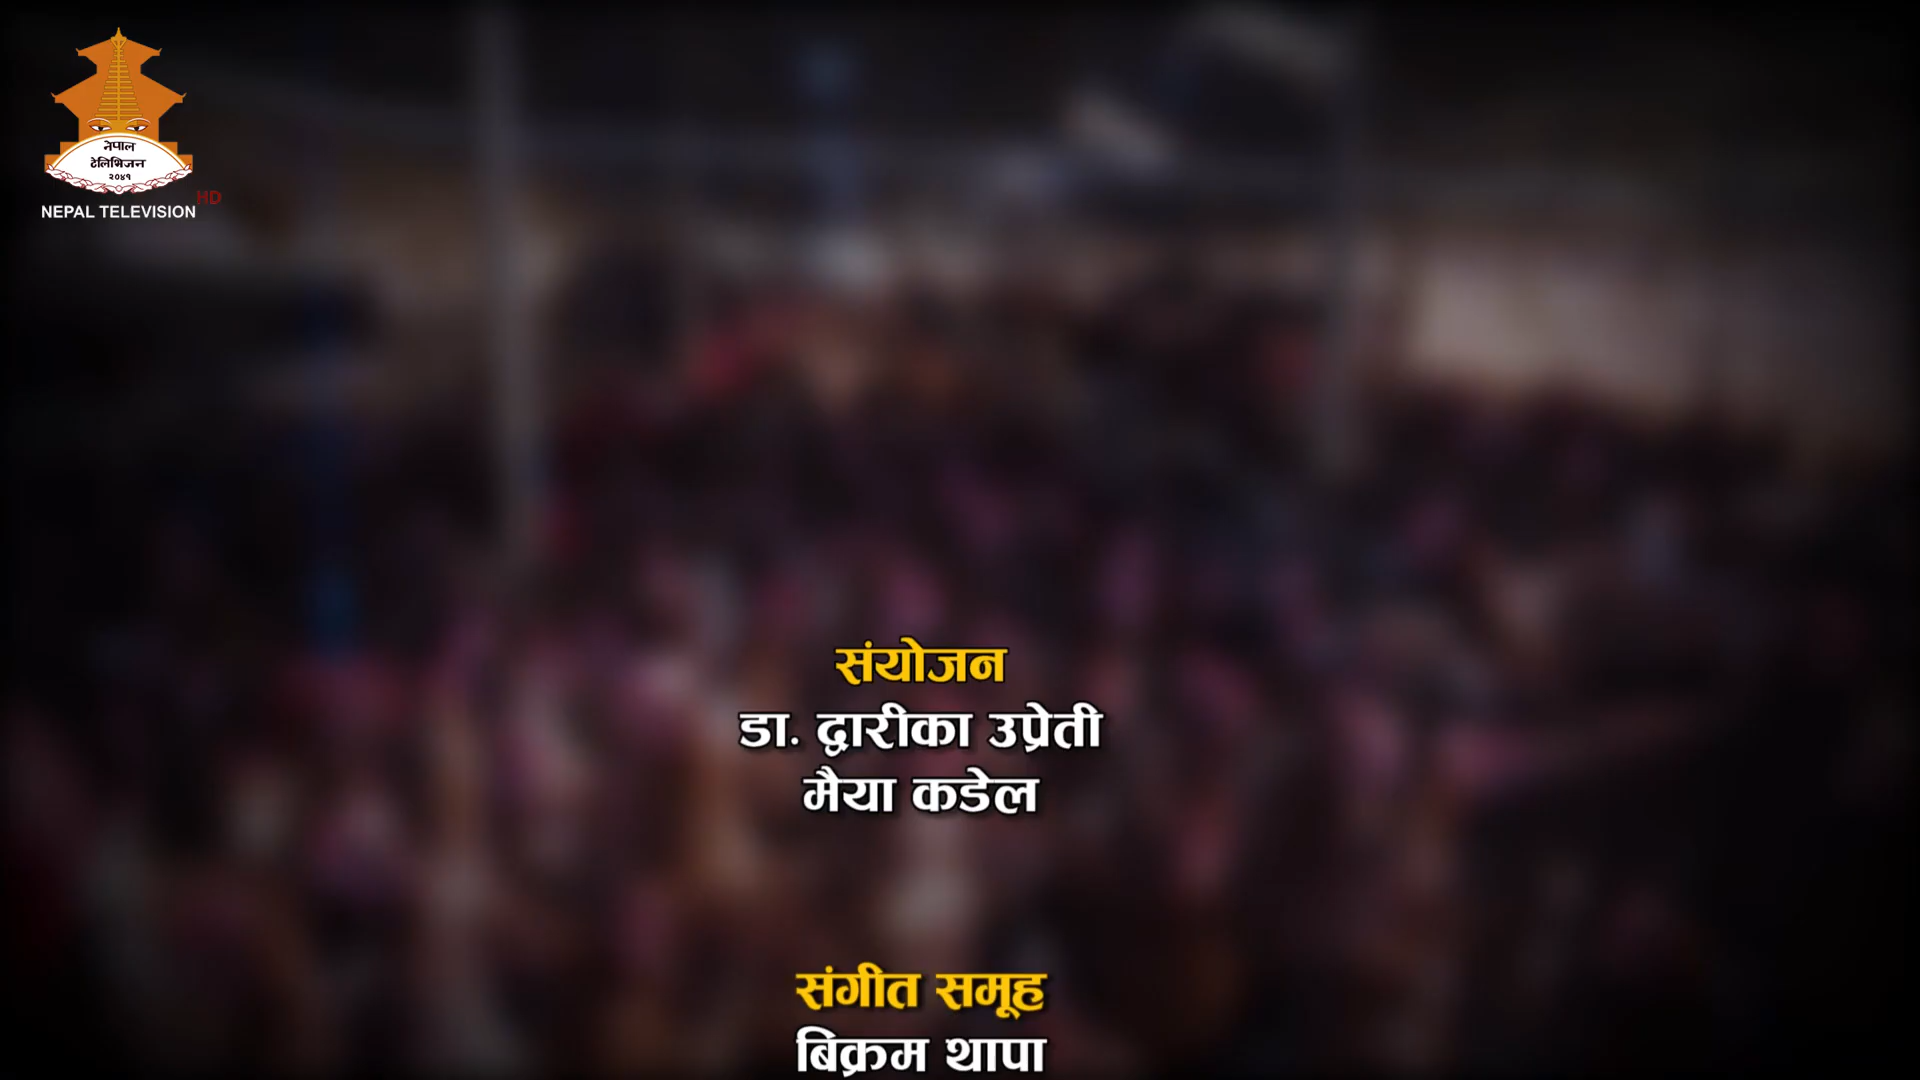 नेपाल
टेलिभिजन
२०४१
HD
NEPAL TELEVISION
संयोजन
डा. द्वारीका उप्रेती
मैया कडेल
संगीत समूह
बिक्रम थापा